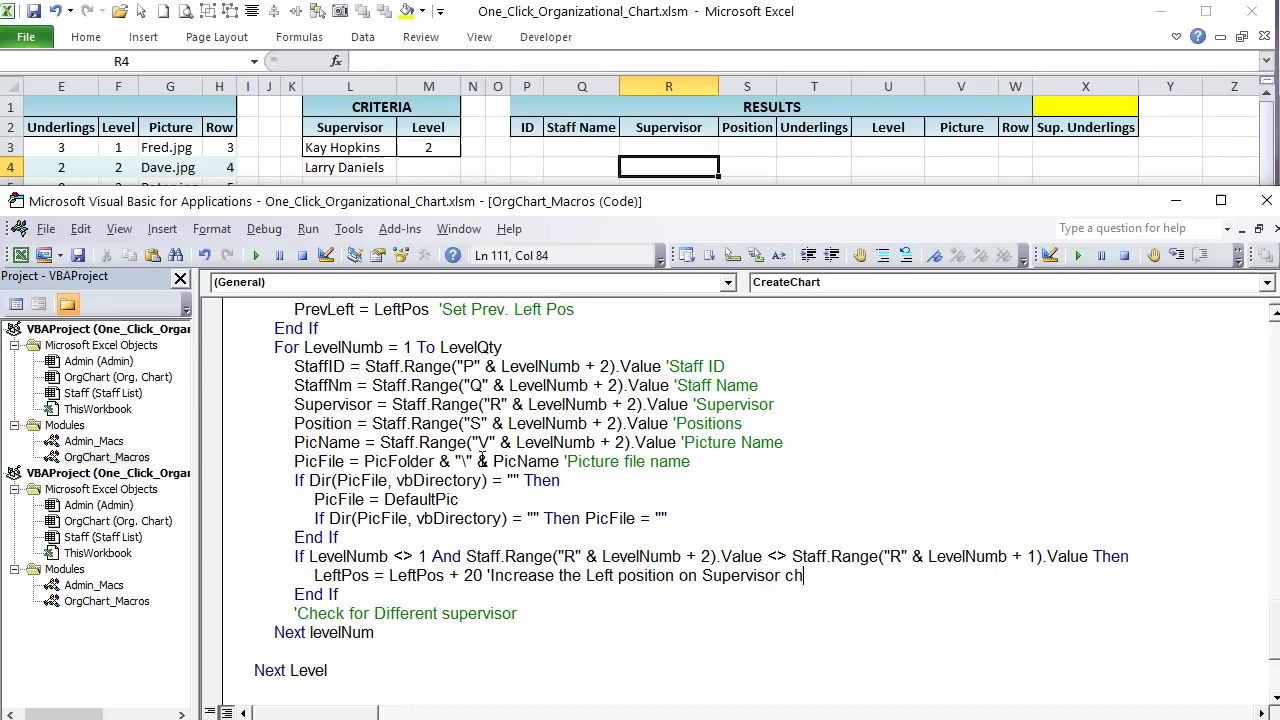 One_Click_Organizational_Chart.xlsm - Microsoft Excel
File Home Insert Page Layout Formulas Data Review View Developer
R4 fx
E F G H I J K L M N O P Q R S T U V W X Y Z
1 CRITERIA RESULTS
2 Underlings Level Picture Row Supervisor Level ID Staff Name Supervisor Position Underlings Level Picture Row Sup. Underlings
3 3 1 Fred.jpg 3 Kay Hopkins 2
4 2 2 Dave.jpg 4 Larry Daniels
Microsoft Visual Basic for Applications - One_Click_Organizational_Chart.xlsm - [OrgChart_Macros (Code)]
File Edit View Insert Format Debug Run Tools Add-Ins Window Help Type a question for help
Ln 111, Col 84
Project - VBAProject
(General) CreateChart
VBAProject (One_Click_Organ
Microsoft Excel Objects
Admin (Admin)
OrgChart (Org. Chart)
Staff (Staff List)
ThisWorkbook
Modules
Admin_Macs
OrgChart_Macros
VBAProject (One_Click_Organ
Microsoft Excel Objects
Admin (Admin)
OrgChart (Org. Chart)
Staff (Staff List)
ThisWorkbook
Modules
Admin_Macs
OrgChart_Macros
PrevLeft = LeftPos 'Set Prev. Left Pos
End If
For LevelNumb = 1 To LevelQty
StaffID = Staff.Range("P" & LevelNumb + 2).Value 'Staff ID
StaffNm = Staff.Range("Q" & LevelNumb + 2).Value 'Staff Name
Supervisor = Staff.Range("R" & LevelNumb + 2).Value 'Supervisor
Position = Staff.Range("S" & LevelNumb + 2).Value 'Positions
PicName = Staff.Range("V" & LevelNumb + 2).Value 'Picture Name
PicFile = PicFolder & "\" & PicName 'Picture file name
If Dir(PicFile, vbDirectory) = "" Then
PicFile = DefaultPic
If Dir(PicFile, vbDirectory) = "" Then PicFile = ""
End If
If LevelNumb <> 1 And Staff.Range("R" & LevelNumb + 2).Value <> Staff.Range("R" & LevelNumb + 1).Value Then
LeftPos = LeftPos + 20 'Increase the Left position on Supervisor ch
End If
'Check for Different supervisor
Next levelNum
Next Level